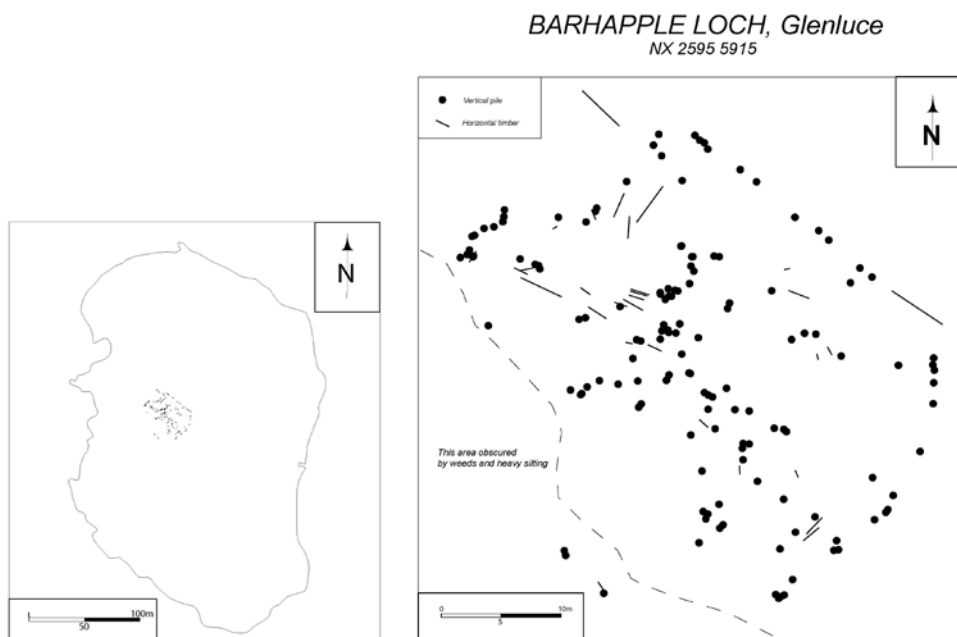 BARHAPPLE LOCH, Glenluce
NX 2595 5915
Vertical pile
Horizontal timber
N
N
This area obscured
by weeds and heavy silting
100m
50
0
10m
5